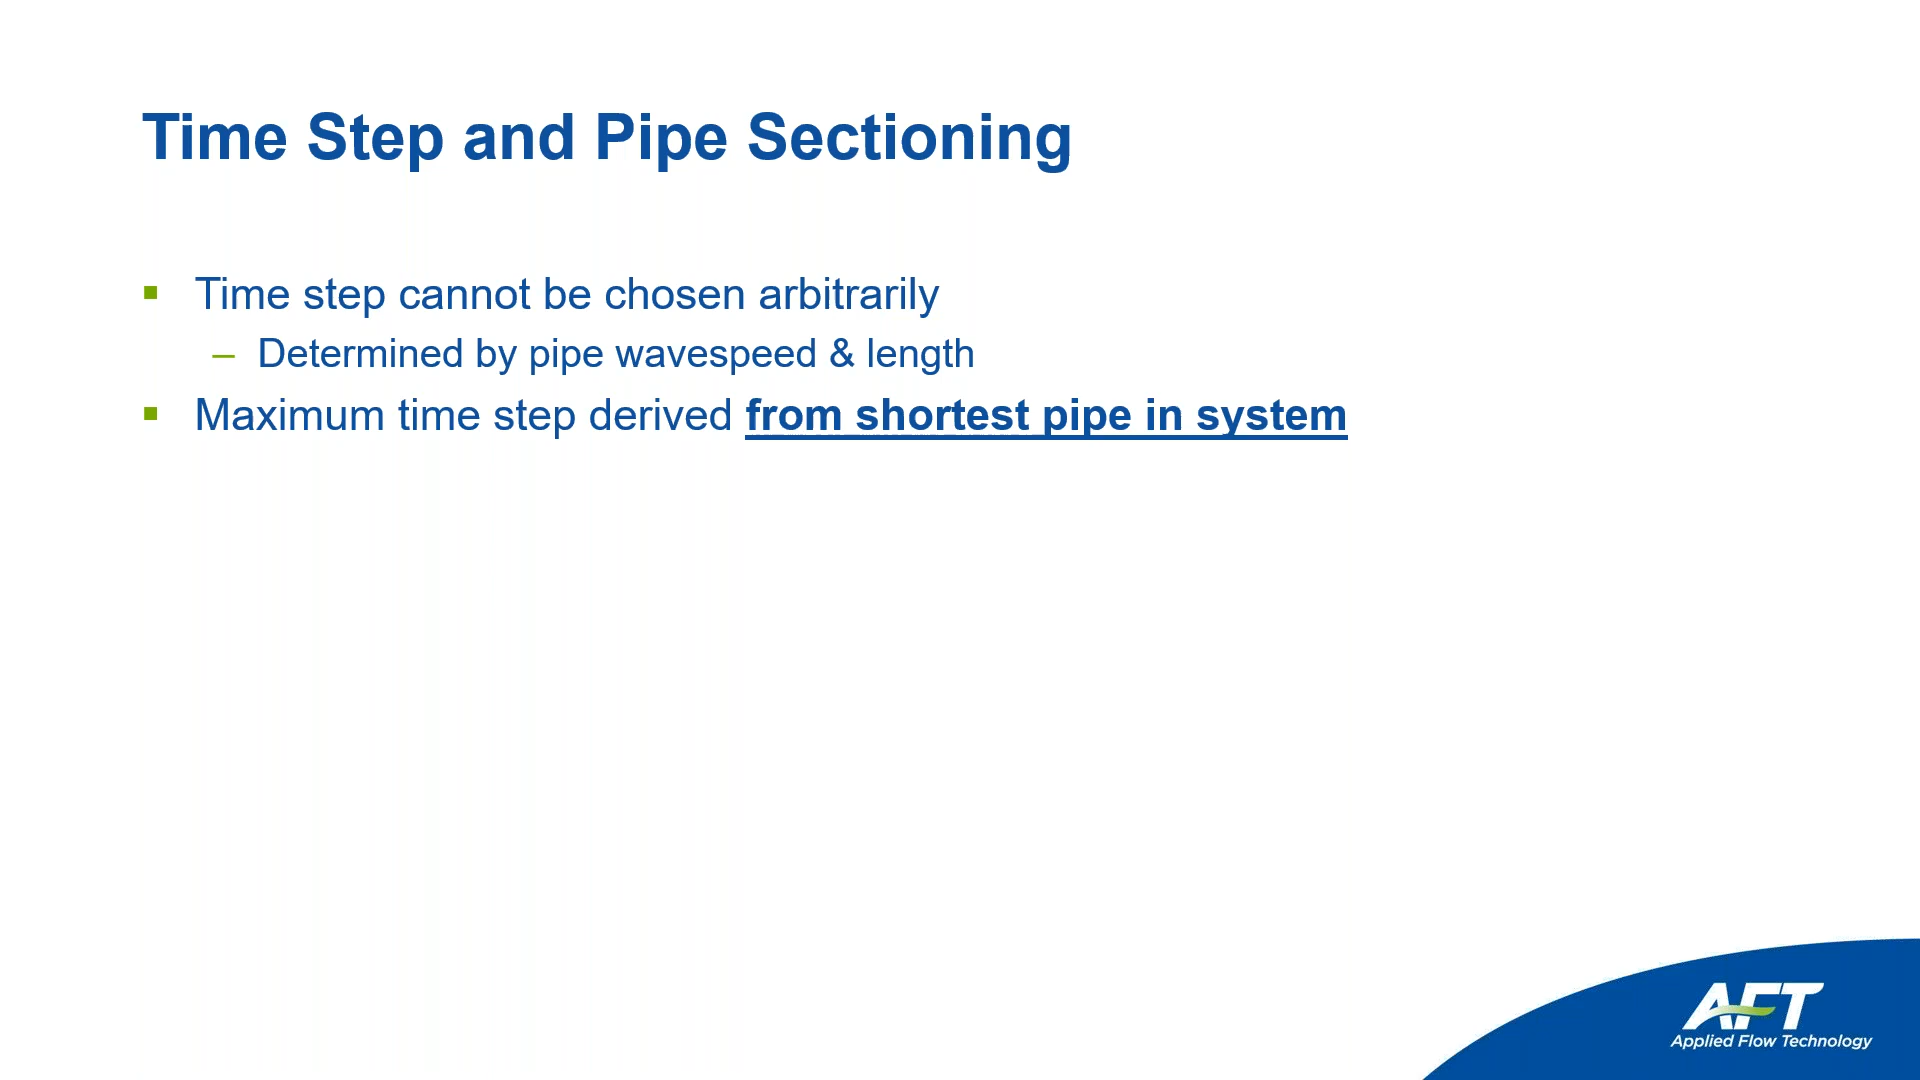 Time Step and Pipe Sectioning
▪ Time step cannot be chosen arbitrarily
– Determined by pipe wavespeed & length
▪ Maximum time step derived from shortest pipe in system
AFT
Applied Flow Technology